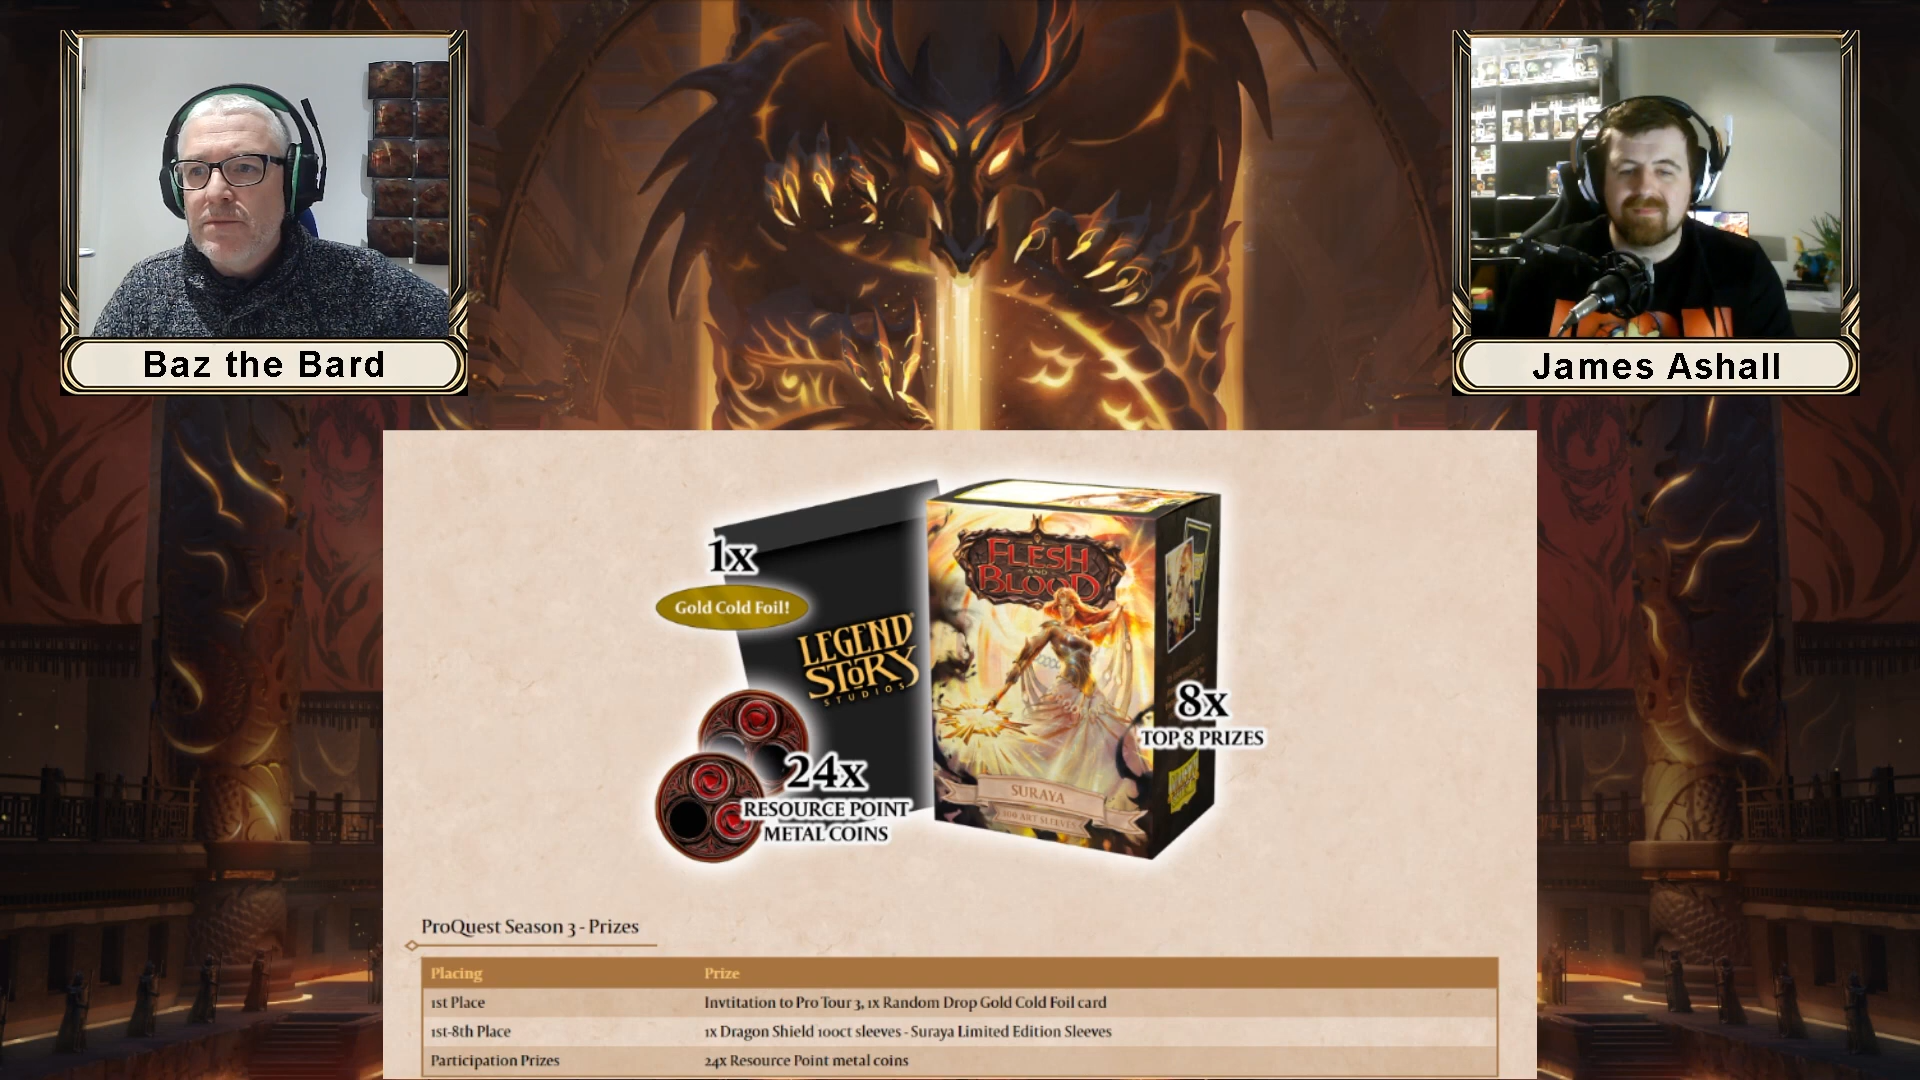 Baz the Bard
James Ashall
1x
Gold Cold Foil!
LEGEND
STORY
STUDIOS
FLESH
AND
BLOOD
8x
TOP 8 PRIZES
24x
RESOURCE POINT
METAL COINS
SURAYA
100 ART SLEEVES
ProQuest Season 3 - Prizes
Placing Prize
1st Place Invtitation to Pro Tour 3, 1x Random Drop Gold Cold Foil card
1st-8th Place 1x Dragon Shield 100ct sleeves - Suraya Limited Edition Sleeves
Participation Prizes 24x Resource Point metal coins